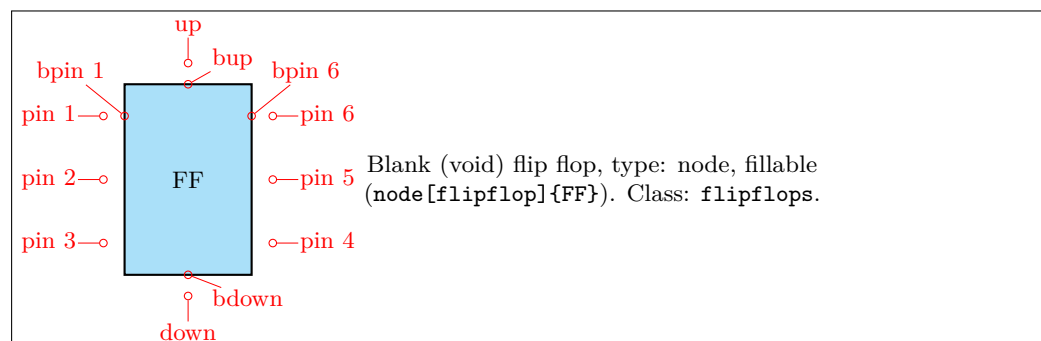 up
bup
bpin 1
bpin 6
pin 1
pin 6
pin 2
FF
pin 5
pin 3
pin 4
bdown
down
Blank (void) flip flop, type: node, fillable
(node[flipflop]{FF}). Class: flipflops.